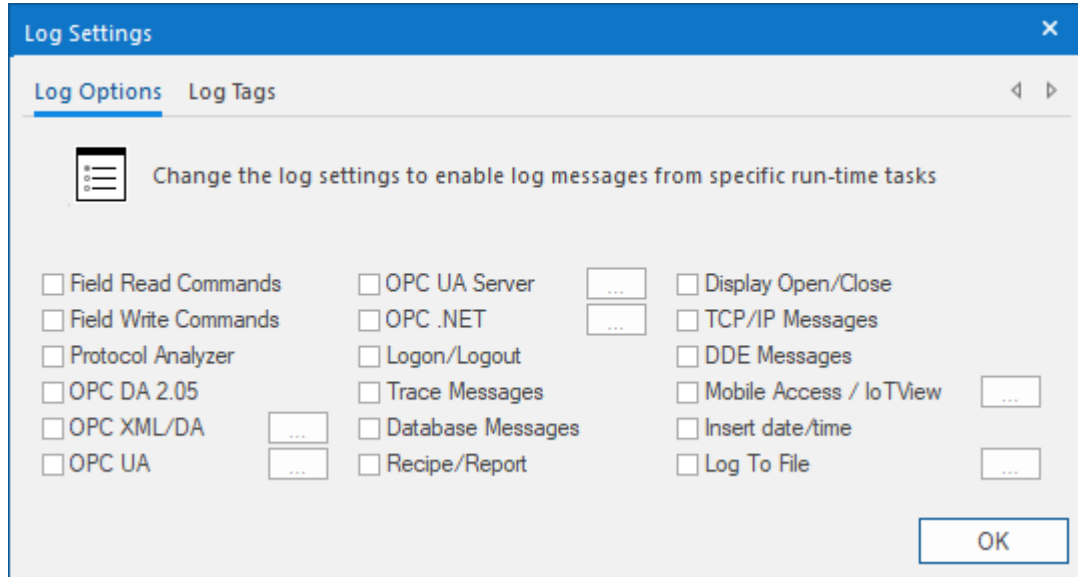 Log Settings
Log Options Log Tags
Change the log settings to enable log messages from specific run-time tasks
Field Read Commands OPC UA Server ... Display Open/Close
Field Write Commands OPC .NET ... TCP/IP Messages
Protocol Analyzer Logon/Logout DDE Messages
OPC DA 2.05 Trace Messages Mobile Access / IoTView ...
OPC XML/DA ... Database Messages Insert date/time
OPC UA ... Recipe/Report Log To File ...
OK